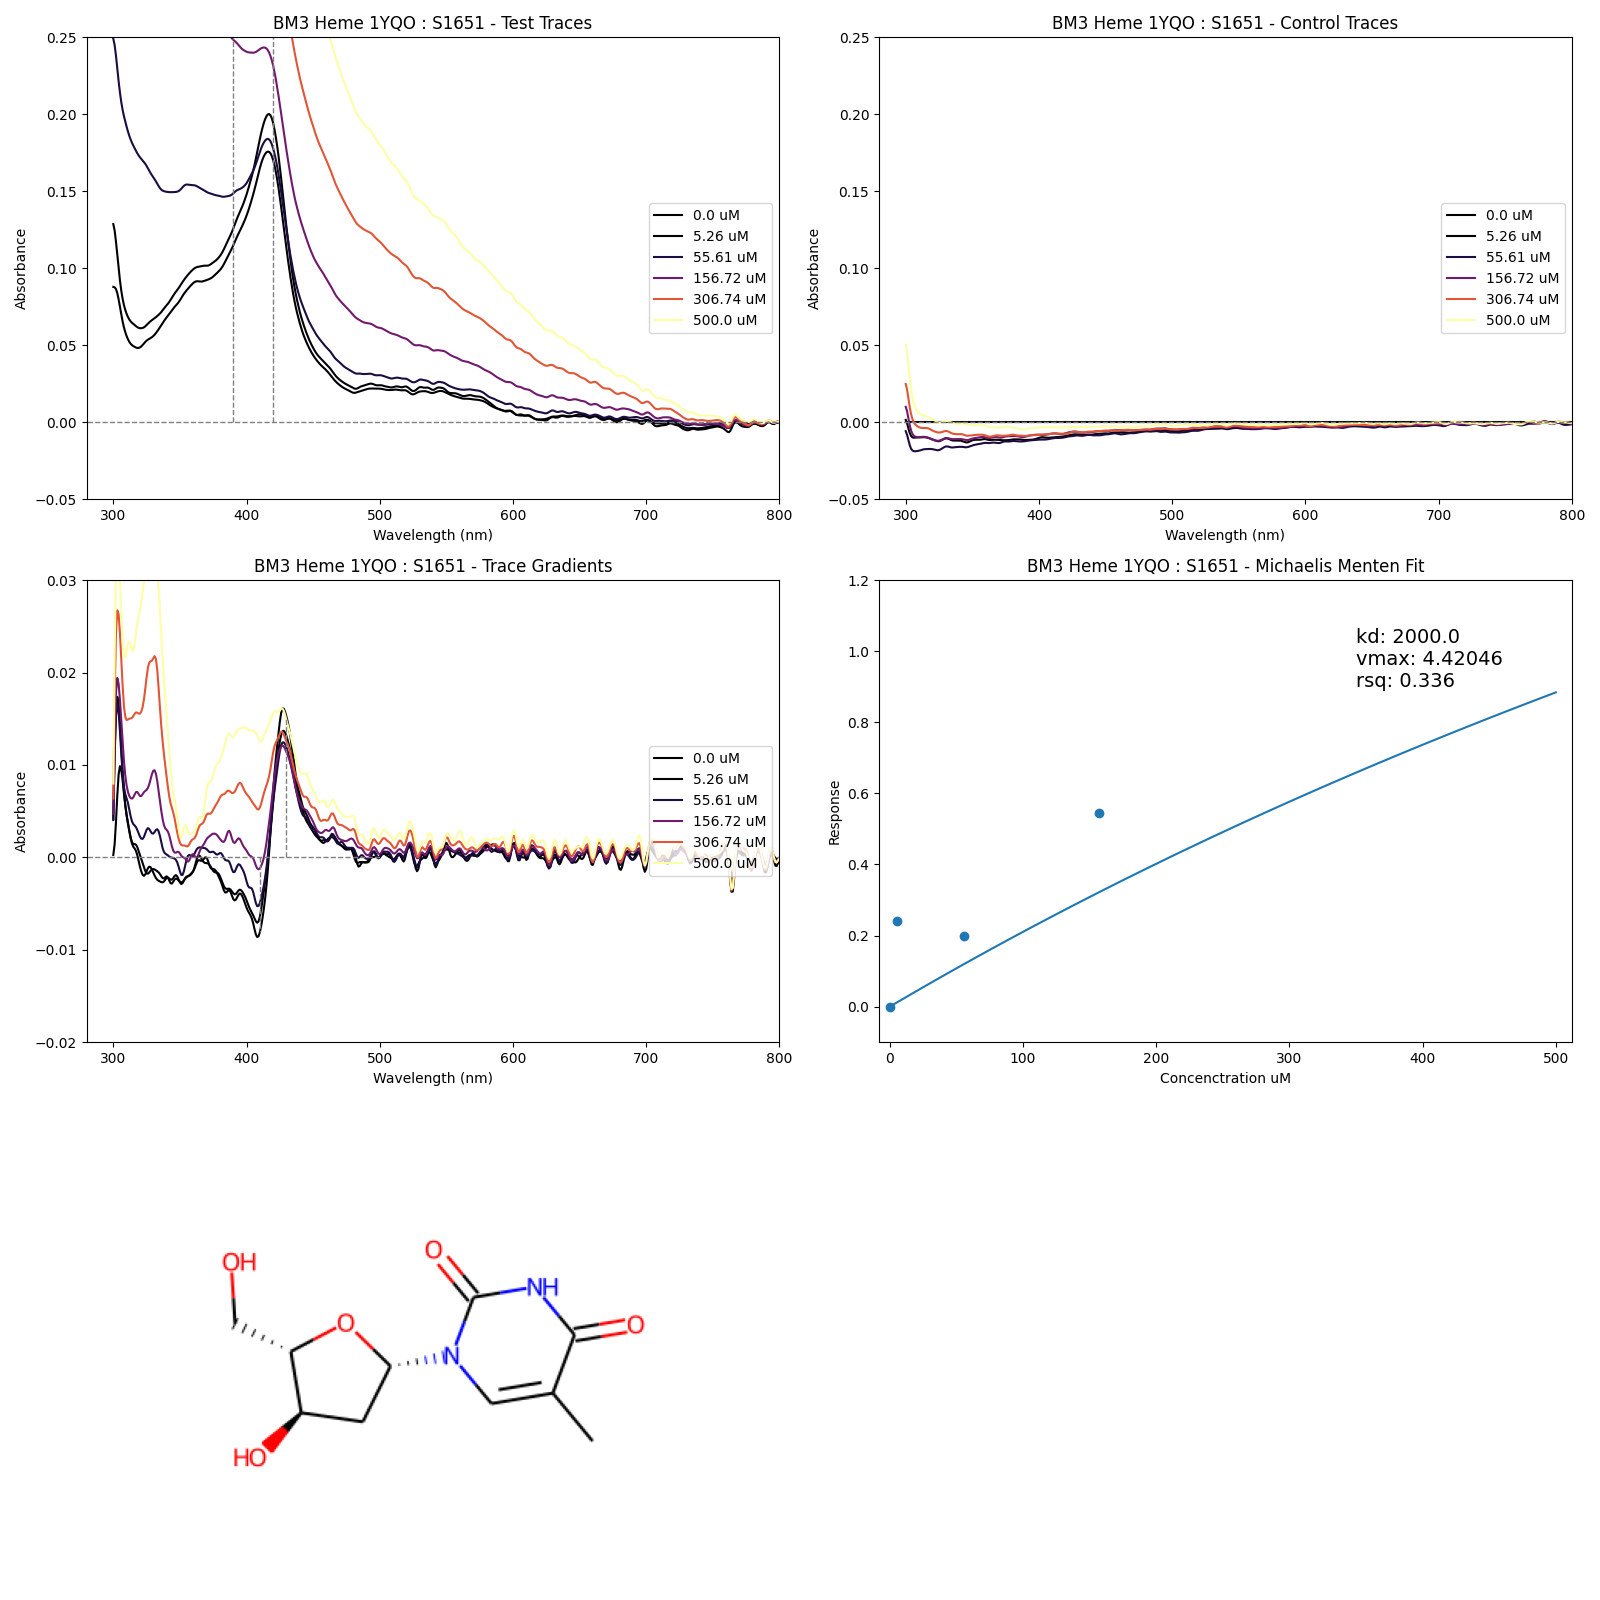 BM3 Heme 1YQO : S1651 - Test Traces
0.25
0.20
0.15
0.10
0.05
0.00
−0.05
Absorbance
0.0 uM
5.26 uM
55.61 uM
156.72 uM
306.74 uM
500.0 uM
300 400 500 600 700 800
Wavelength (nm)
BM3 Heme 1YQO : S1651 - Control Traces
0.25
0.20
0.15
0.10
0.05
0.00
−0.05
Absorbance
0.0 uM
5.26 uM
55.61 uM
156.72 uM
306.74 uM
500.0 uM
300 400 500 600 700 800
Wavelength (nm)
BM3 Heme 1YQO : S1651 - Trace Gradients
0.03
0.02
0.01
0.00
−0.01
−0.02
Absorbance
0.0 uM
5.26 uM
55.61 uM
156.72 uM
306.74 uM
500.0 uM
300 400 500 600 700 800
Wavelength (nm)
BM3 Heme 1YQO : S1651 - Michaelis Menten Fit
1.2
1.0
0.8
0.6
0.4
0.2
0.0
Response
kd: 2000.0
vmax: 4.42046
rsq: 0.336
0 100 200 300 400 500
Concenctration uM
OH
O
NH
O
O
N
HO